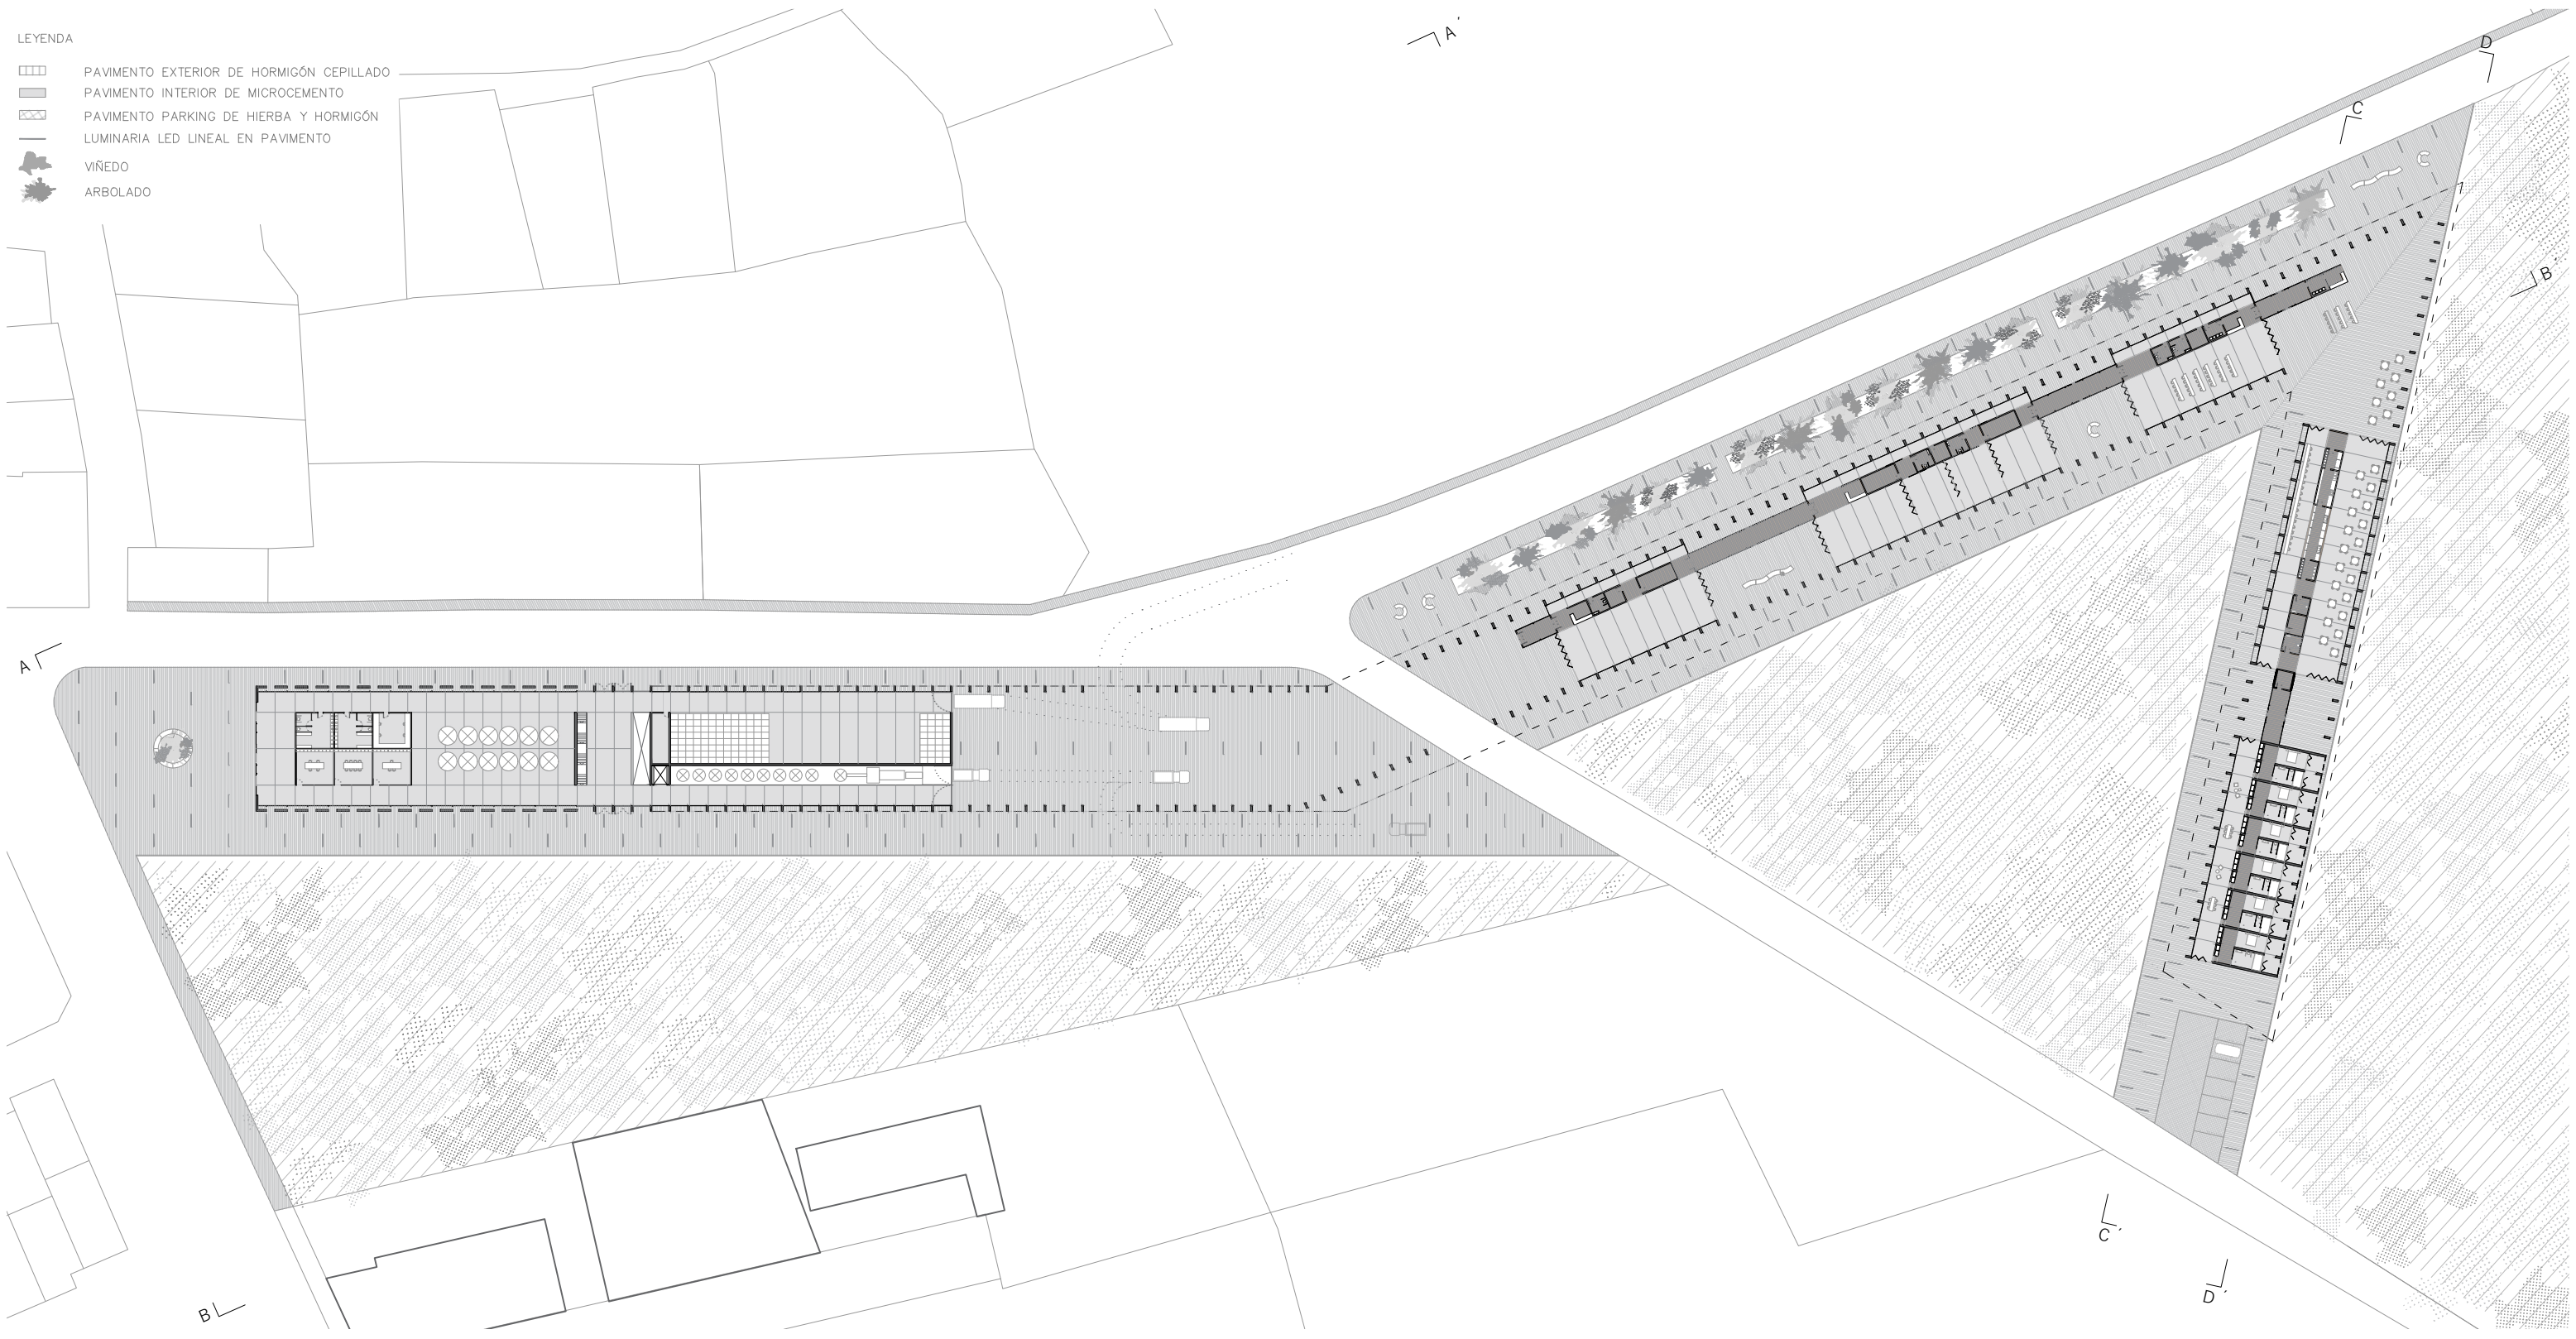 LEYENDA
PAVIMENTO EXTERIOR DE HORMIGÓN CEPILLADO
PAVIMENTO INTERIOR DE MICROCEMENTO
PAVIMENTO PARKING DE HIERBA Y HORMIGÓN
LUMINARIA LED LINEAL EN PAVIMENTO
VIÑEDO
ARBOLADO
A'
D
C
B'
A
B
C'
D'